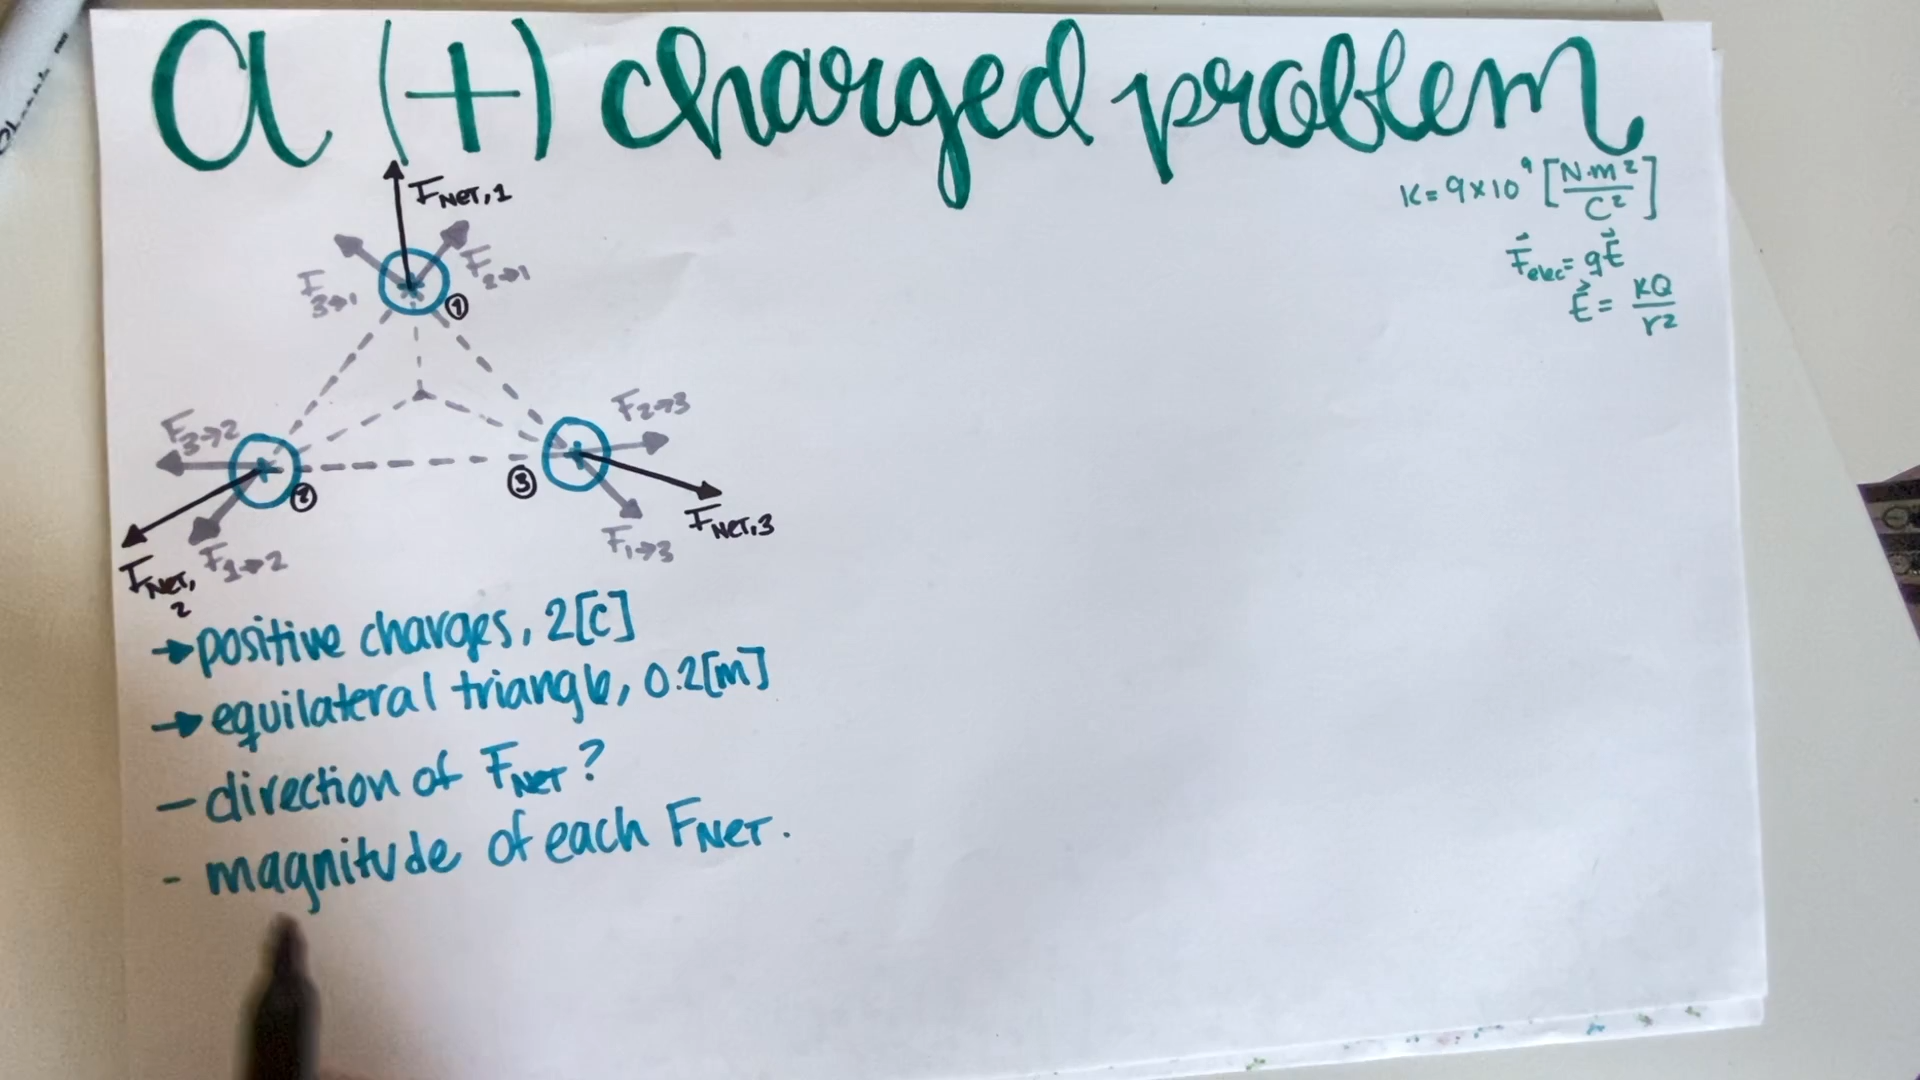 a (+) charged problem
K = 9x10⁹ [N·m²/C²]
F⃗elec = qE⃗
E⃗ = KQ/r²
FNET,1
F3→1
F2→1
1
F3→2
F2→3
2
3
FNET,2
F1→2
F1→3
FNET,3
→ positive charges, 2[C]
→ equilateral triangle, 0.2[m]
- direction of FNET?
- magnitude of each FNET.